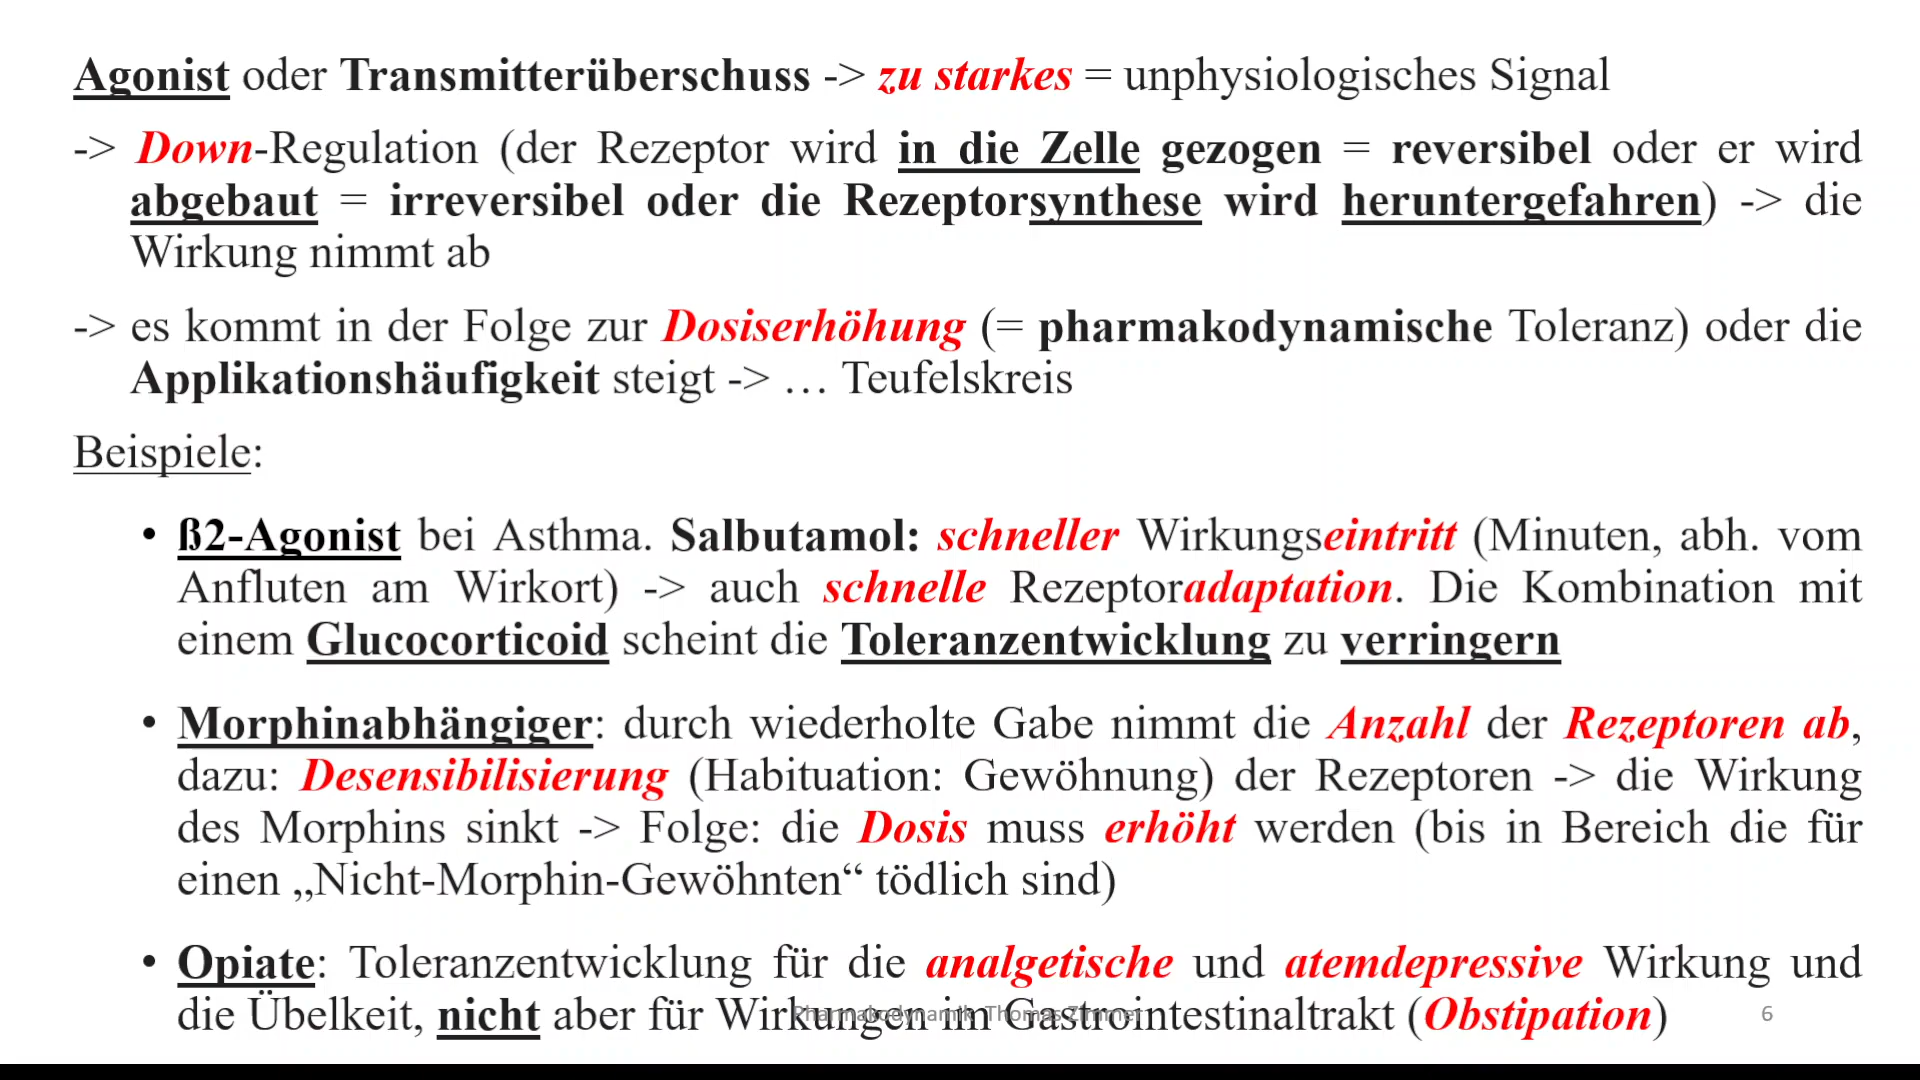 Agonist oder Transmitterüberschuss -> zu starkes = unphysiologisches Signal
-> Down-Regulation (der Rezeptor wird in die Zelle gezogen = reversibel oder er wird
abgebaut = irreversibel oder die Rezeptorsynthese wird heruntergefahren) -> die
Wirkung nimmt ab
-> es kommt in der Folge zur Dosiserhöhung (= pharmakodynamische Toleranz) oder die
Applikationshäufigkeit steigt -> … Teufelskreis
Beispiele:
• ß2-Agonist bei Asthma. Salbutamol: schneller Wirkungseintritt (Minuten, abh. vom
Anfluten am Wirkort) -> auch schnelle Rezeptoradaptation. Die Kombination mit
einem Glucocorticoid scheint die Toleranzentwicklung zu verringern
• Morphinabhängiger: durch wiederholte Gabe nimmt die Anzahl der Rezeptoren ab,
dazu: Desensibilisierung (Habituation: Gewöhnung) der Rezeptoren -> die Wirkung
des Morphins sinkt -> Folge: die Dosis muss erhöht werden (bis in Bereich die für
einen „Nicht-Morphin-Gewöhnten“ tödlich sind)
• Opiate: Toleranzentwicklung für die analgetische und atemdepressive Wirkung und
die Übelkeit, nicht aber für Wirkungen im Gastrointestinaltrakt (Obstipation)
Pharmakodynamik Thomas Zimmer
6